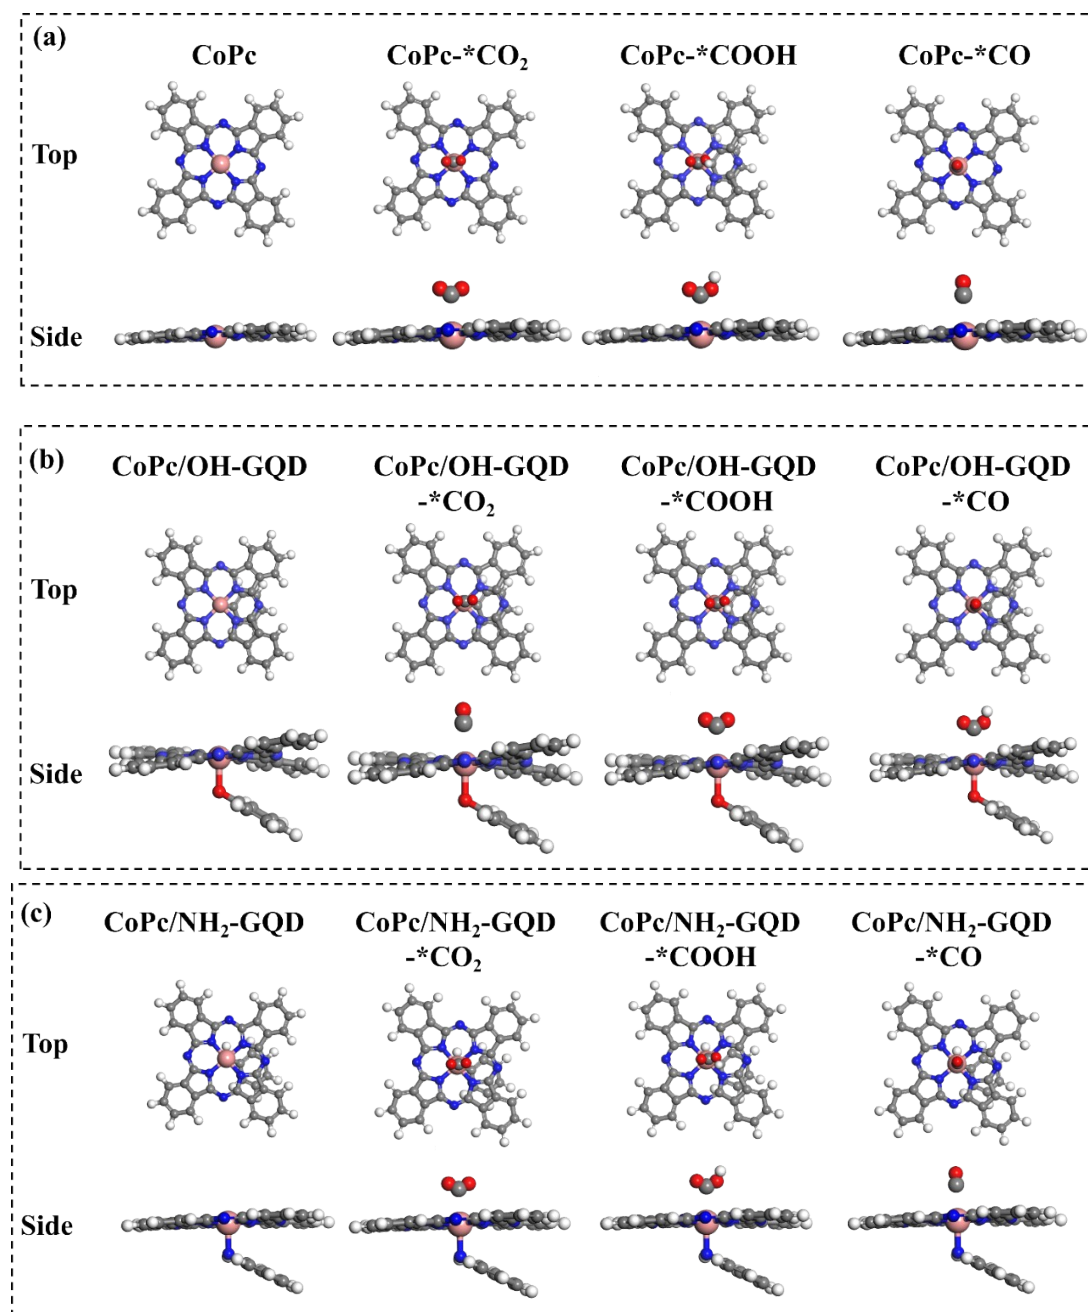 (a)
CoPc CoPc-*CO₂ CoPc-*COOH CoPc-*CO
Top
Side
(b)
CoPc/OH-GQD CoPc/OH-GQD CoPc/OH-GQD CoPc/OH-GQD
-*CO₂ -*COOH -*CO
Top
Side
(c)
CoPc/NH₂-GQD CoPc/NH₂-GQD CoPc/NH₂-GQD CoPc/NH₂-GQD
-*CO₂ -*COOH -*CO
Top
Side